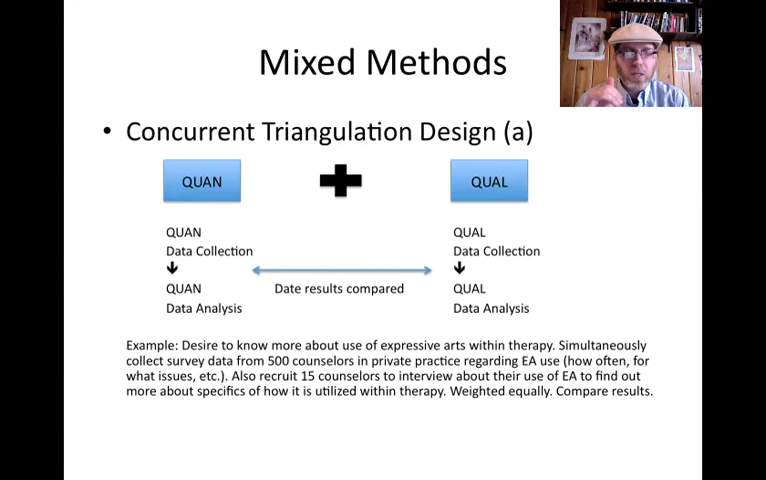 Mixed Methods
• Concurrent Triangulation Design (a)
QUAN
QUAL
QUAN
Data Collection
QUAN
Data Analysis
Date results compared
QUAL
Data Collection
QUAL
Data Analysis
Example: Desire to know more about use of expressive arts within therapy. Simultaneously
collect survey data from 500 counselors in private practice regarding EA use (how often, for
what issues, etc.). Also recruit 15 counselors to interview about their use of EA to find out
more about specifics of how it is utilized within therapy. Weighted equally. Compare results.